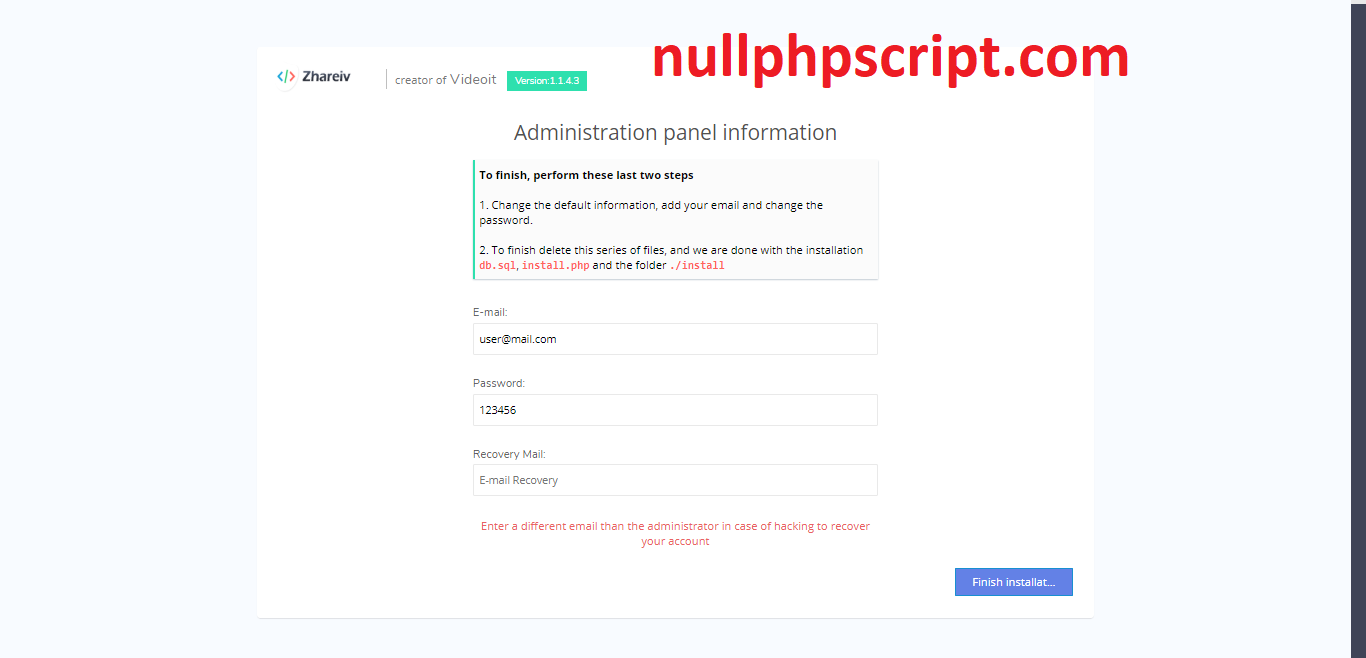 nullphpscript.com
</> Zhareiv
creator of Videoit
Version:1.1.4.3
Administration panel information
To finish, perform these last two steps
1. Change the default information, add your email and change the
password.
2. To finish delete this series of files, and we are done with the installation
db.sql, install.php and the folder ./install
E-mail:
user@mail.com
Password:
123456
Recovery Mail:
E-mail Recovery
Enter a different email than the administrator in case of hacking to recover
your account
Finish installat...